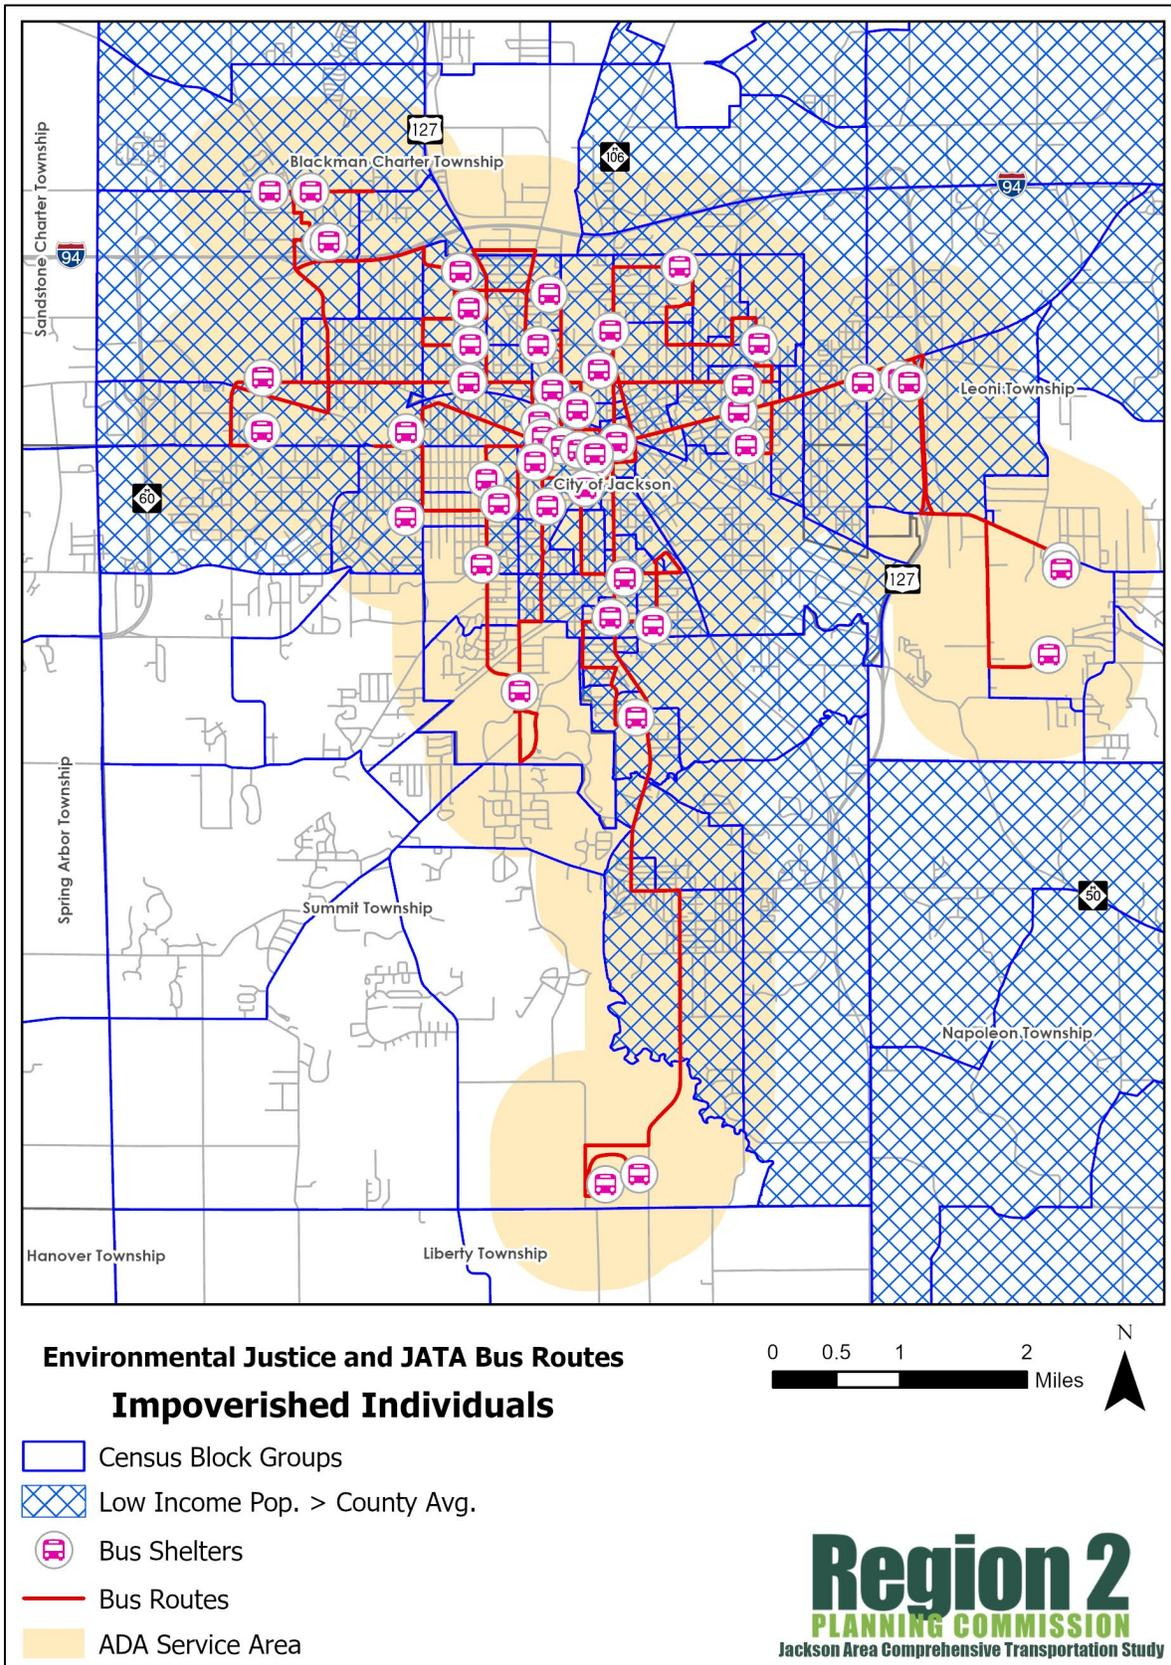 127
Blackman Charter Township
M
106
94
Sandstone Charter Township
94
Leoni Township
City of Jackson
60
127
Spring Arbor Township
Summit Township
M
50
Napoleon Township
Hanover Township
Liberty Township
Environmental Justice and JATA Bus Routes
Impoverished Individuals
0 0.5 1 2
Miles
N
Census Block Groups
Low Income Pop. > County Avg.
Bus Shelters
Bus Routes
ADA Service Area
Region 2
PLANNING COMMISSION
Jackson Area Comprehensive Transportation Study